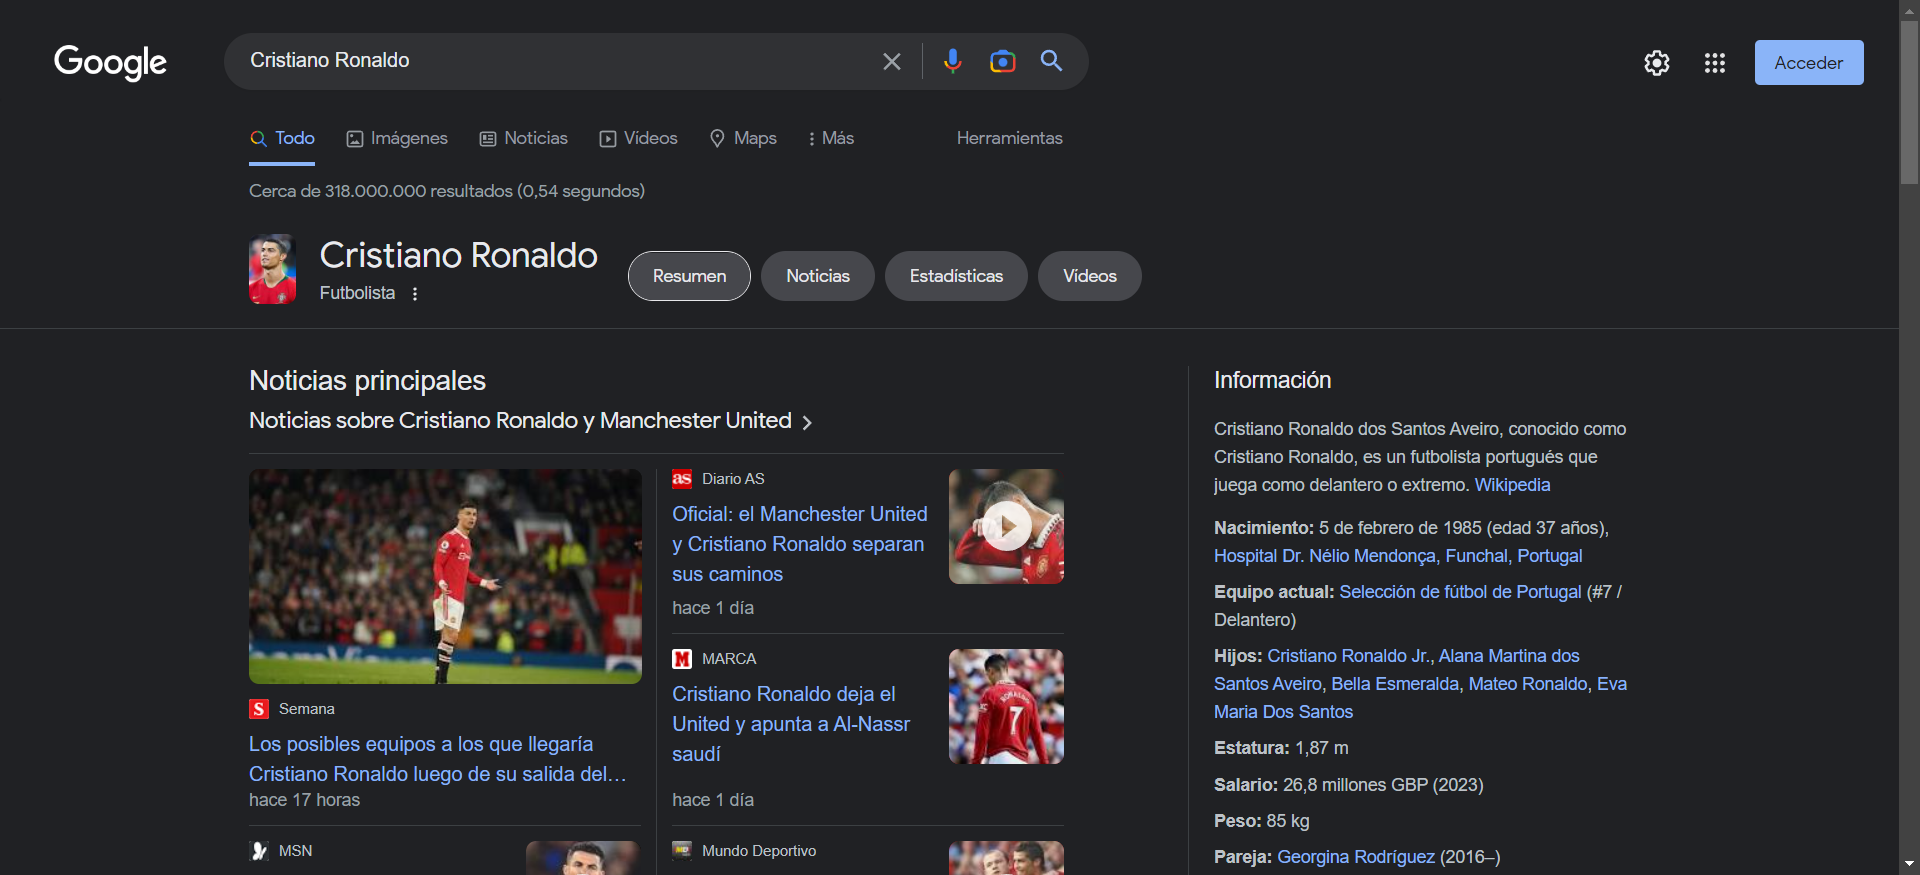 Google
Cristiano Ronaldo
Acceder
Todo
Imágenes
Noticias
Vídeos
Maps
Más
Herramientas
Cerca de 318.000.000 resultados (0,54 segundos)
Cristiano Ronaldo
Futbolista
Resumen
Noticias
Estadísticas
Vídeos
Noticias principales
Noticias sobre Cristiano Ronaldo y Manchester United
Semana
Los posibles equipos a los que llegaría
Cristiano Ronaldo luego de su salida del...
hace 17 horas
MSN
as
Diario AS
Oficial: el Manchester United
y Cristiano Ronaldo separan
sus caminos
hace 1 día
M
MARCA
Cristiano Ronaldo deja el
United y apunta a Al-Nassr
saudí
hace 1 día
RONALDO
7
Mundo Deportivo
Información
Cristiano Ronaldo dos Santos Aveiro, conocido como
Cristiano Ronaldo, es un futbolista portugués que
juega como delantero o extremo. Wikipedia
Nacimiento: 5 de febrero de 1985 (edad 37 años),
Hospital Dr. Nélio Mendonça, Funchal, Portugal
Equipo actual: Selección de fútbol de Portugal (#7 /
Delantero)
Hijos: Cristiano Ronaldo Jr., Alana Martina dos
Santos Aveiro, Bella Esmeralda, Mateo Ronaldo, Eva
Maria Dos Santos
Estatura: 1,87 m
Salario: 26,8 millones GBP (2023)
Peso: 85 kg
Pareja: Georgina Rodríguez (2016–)